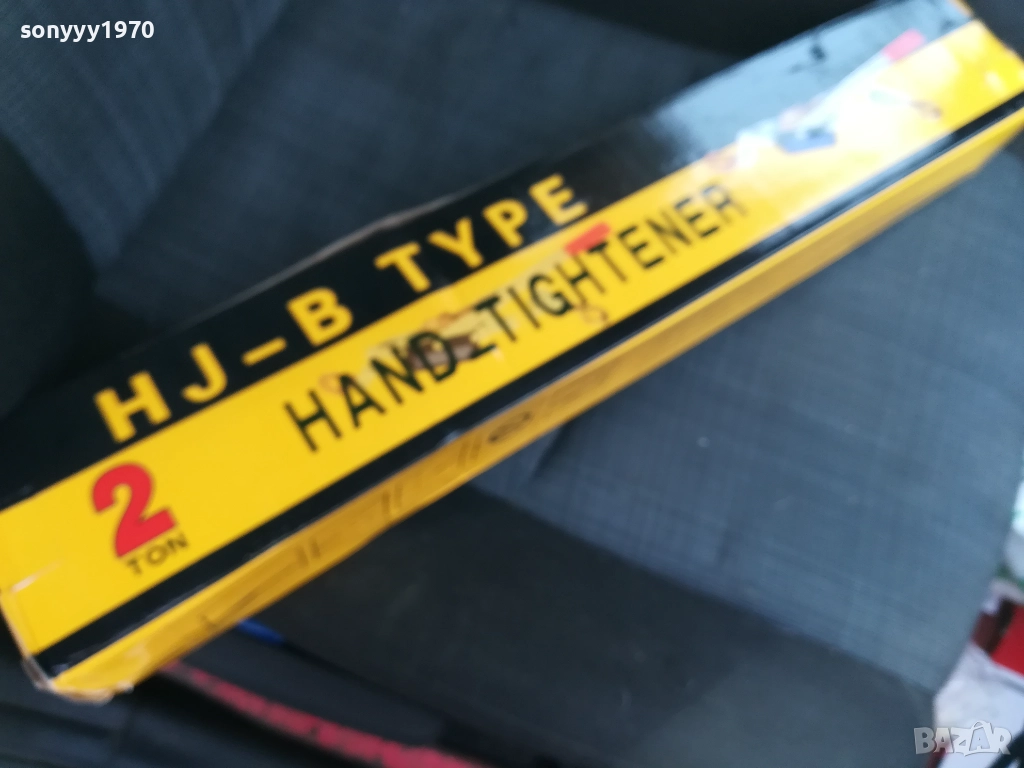 sonyyy1970
HJ-B TYPE
HAND-TIGHTENER
2
TON
BAZAR